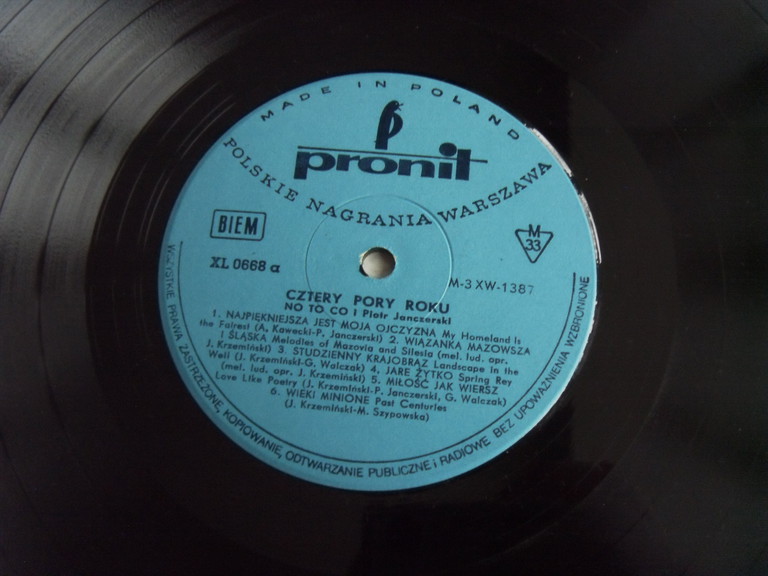 MADE IN POLAND
pronit
POLSKIE NAGRANIA WARSZAWA
BIEM
M
33
XL 0668 a
M-3 XW-1387
CZTERY PORY ROKU
NO TO CO i Piotr Janczerski
1. NAJPIĘKNIEJSZA JEST MOJA OJCZYZNA My Homeland Is
the Fairest (A. Kawecki-P. Janczerski) 2. WIĄZANKA MAZOWSZA
I ŚLĄSKA Melodies of Mazovia and Silesia (mel. lud. opr.
J. Krzemiński) 3. STUDZIENNY KRAJOBRAZ Landscape in the
Well (J. Krzemiński-G. Walczak) 4. JARE ŻYTKO Spring Rey
(mel. lud. opr. J. Krzemiński) 5. MIŁOŚĆ JAK WIERSZ
Love Like Poetry (J. Krzemiński-P. Janczerski, G. Walczak)
6. WIEKI MINIONE Past Centuries
(J. Krzemiński-M. Szypowska)
WSZYSTKIE PRAWA ZASTRZEŻONE, KOPIOWANIE, ODTWARZANIE PUBLICZNE i RADIOWE BEZ UPOWAŻNIENIA WZBRONIONE